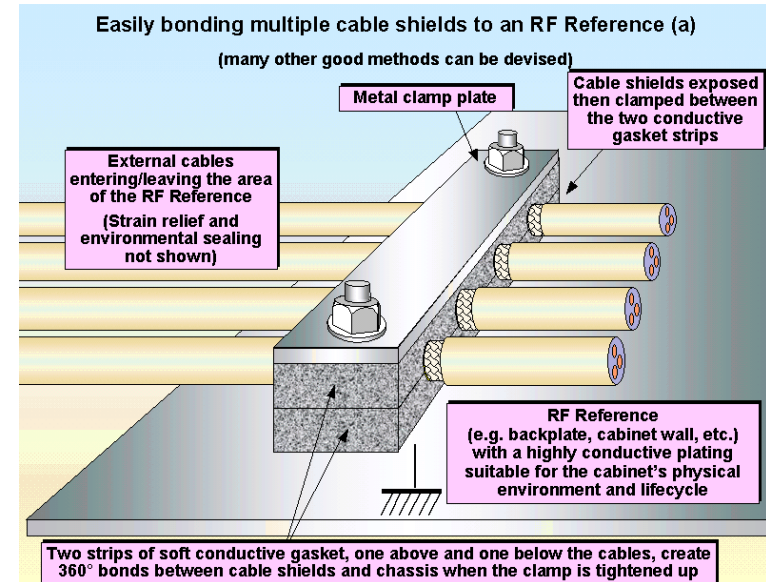 Easily bonding multiple cable shields to an RF Reference (a)
(many other good methods can be devised)
Metal clamp plate
Cable shields exposed
then clamped between
the two conductive
gasket strips
External cables
entering/leaving the area
of the RF Reference
(Strain relief and
environmental sealing
not shown)
RF Reference
(e.g. backplate, cabinet wall, etc.)
with a highly conductive plating
suitable for the cabinet's physical
environment and lifecycle
Two strips of soft conductive gasket, one above and one below the cables, create
360° bonds between cable shields and chassis when the clamp is tightened up